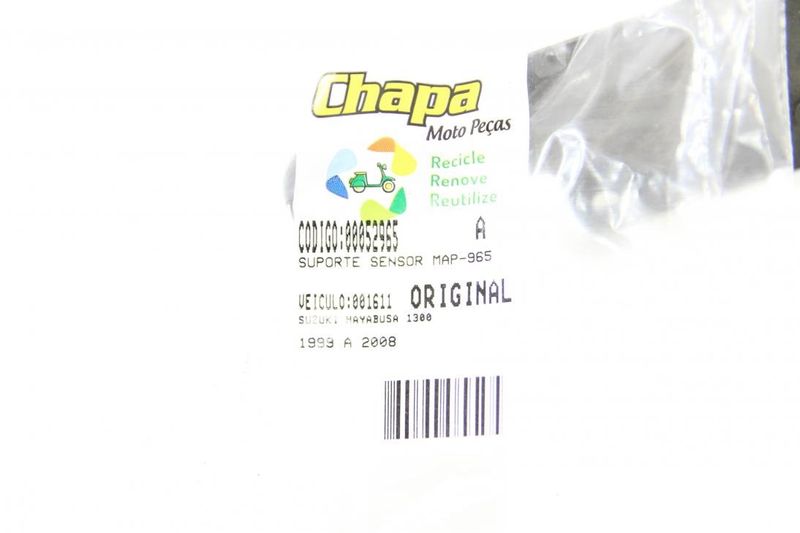 Chapa
Moto Peças
Recicle
Renove
Reutilize
CODIGO:00052965 A
SUPORTE SENSOR MAP-965
VEICULO:001611 ORIGINAL
SUZUKI HAYABUSA 1300
1999 A 2008